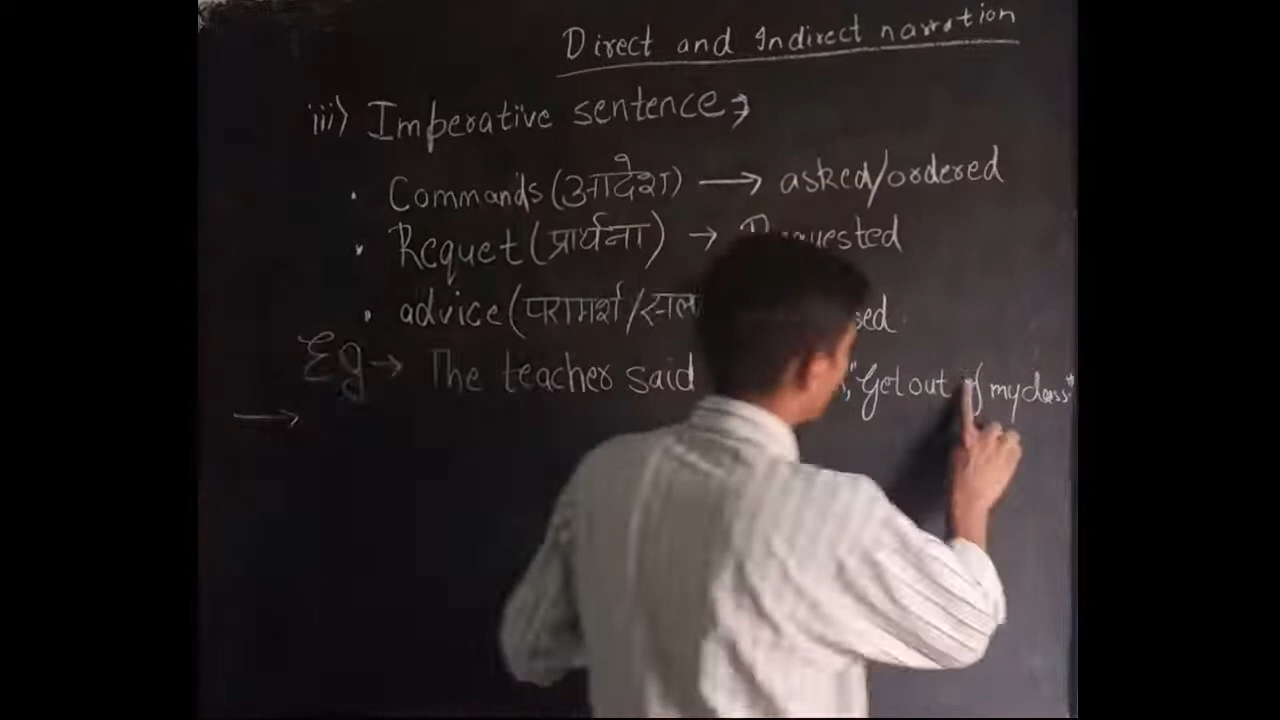 Direct and Indirect narration
iii) Imperative sentence →
• Commands (आदेश) → asked/ordered
• Requet (प्रार्थना) → Requested
• advice (परामर्श/
Eg → The teacher said "Get out of my class."
→